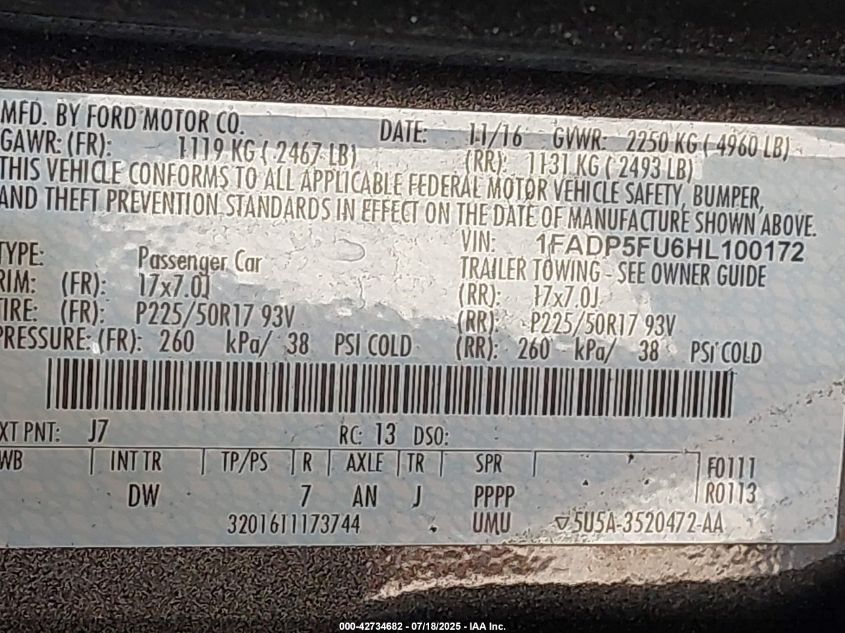 MFD. BY FORD MOTOR CO. DATE: 11/16 GVWR: 2250 KG ( 4960 LB)
GAWR: (FR): 1119 KG ( 2467 LB) (RR): 1131 KG ( 2493 LB)
THIS VEHICLE CONFORMS TO ALL APPLICABLE FEDERAL MOTOR VEHICLE SAFETY, BUMPER,
AND THEFT PREVENTION STANDARDS IN EFFECT ON THE DATE OF MANUFACTURE SHOWN ABOVE.
VIN: 1FADP5FU6HL100172
TYPE: Passenger Car TRAILER TOWING - SEE OWNER GUIDE
RIM: (FR): 17x7.0J (RR): 17x7.0J
TIRE: (FR): P225/50R17 93V (RR): P225/50R17 93V
PRESSURE: (FR): 260 kPa/ 38 PSI COLD (RR): 260 kPa/ 38 PSI COLD
XT PNT: J7 RC: 13 DSO:
WB INT TR TP/PS R AXLE TR SPR F0111
DW 7 AN J PPPP R0113
3201611173744 UMU ▽5U5A-3520472-AA
000-42734682 - 07/18/2025 - IAA Inc.